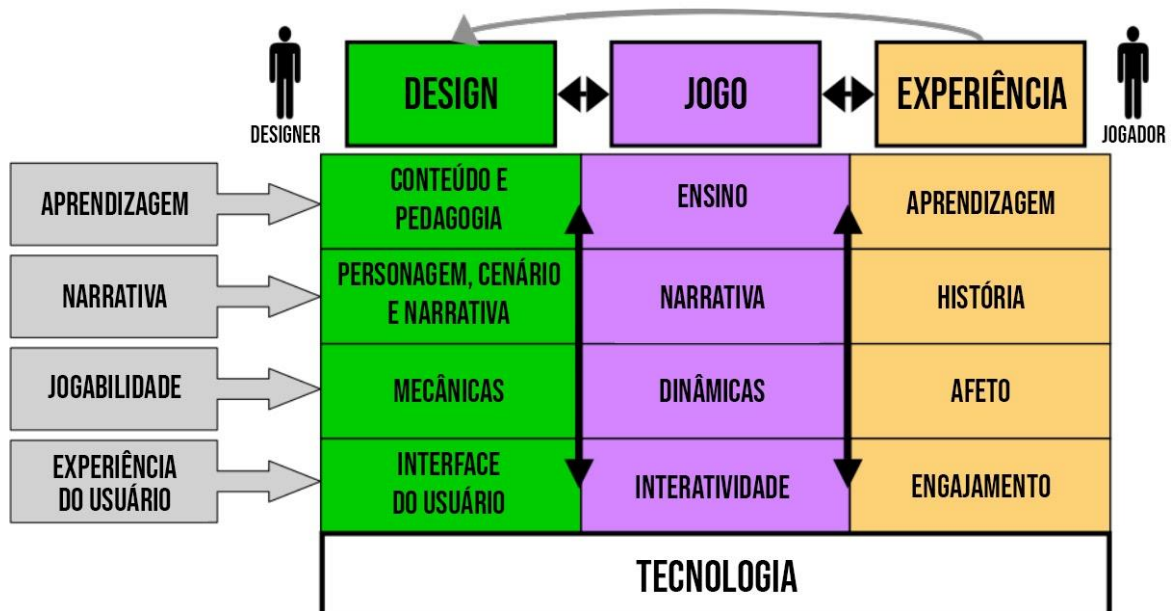 DESIGN
JOGO
EXPERIÊNCIA
DESIGNER
JOGADOR
APRENDIZAGEM
CONTEÚDO E
PEDAGOGIA
ENSINO
APRENDIZAGEM
NARRATIVA
PERSONAGEM, CENÁRIO
E NARRATIVA
NARRATIVA
HISTÓRIA
JOGABILIDADE
MECÂNICAS
DINÂMICAS
AFETO
EXPERIÊNCIA
DO USUÁRIO
INTERFACE
DO USUÁRIO
INTERATIVIDADE
ENGAJAMENTO
TECNOLOGIA